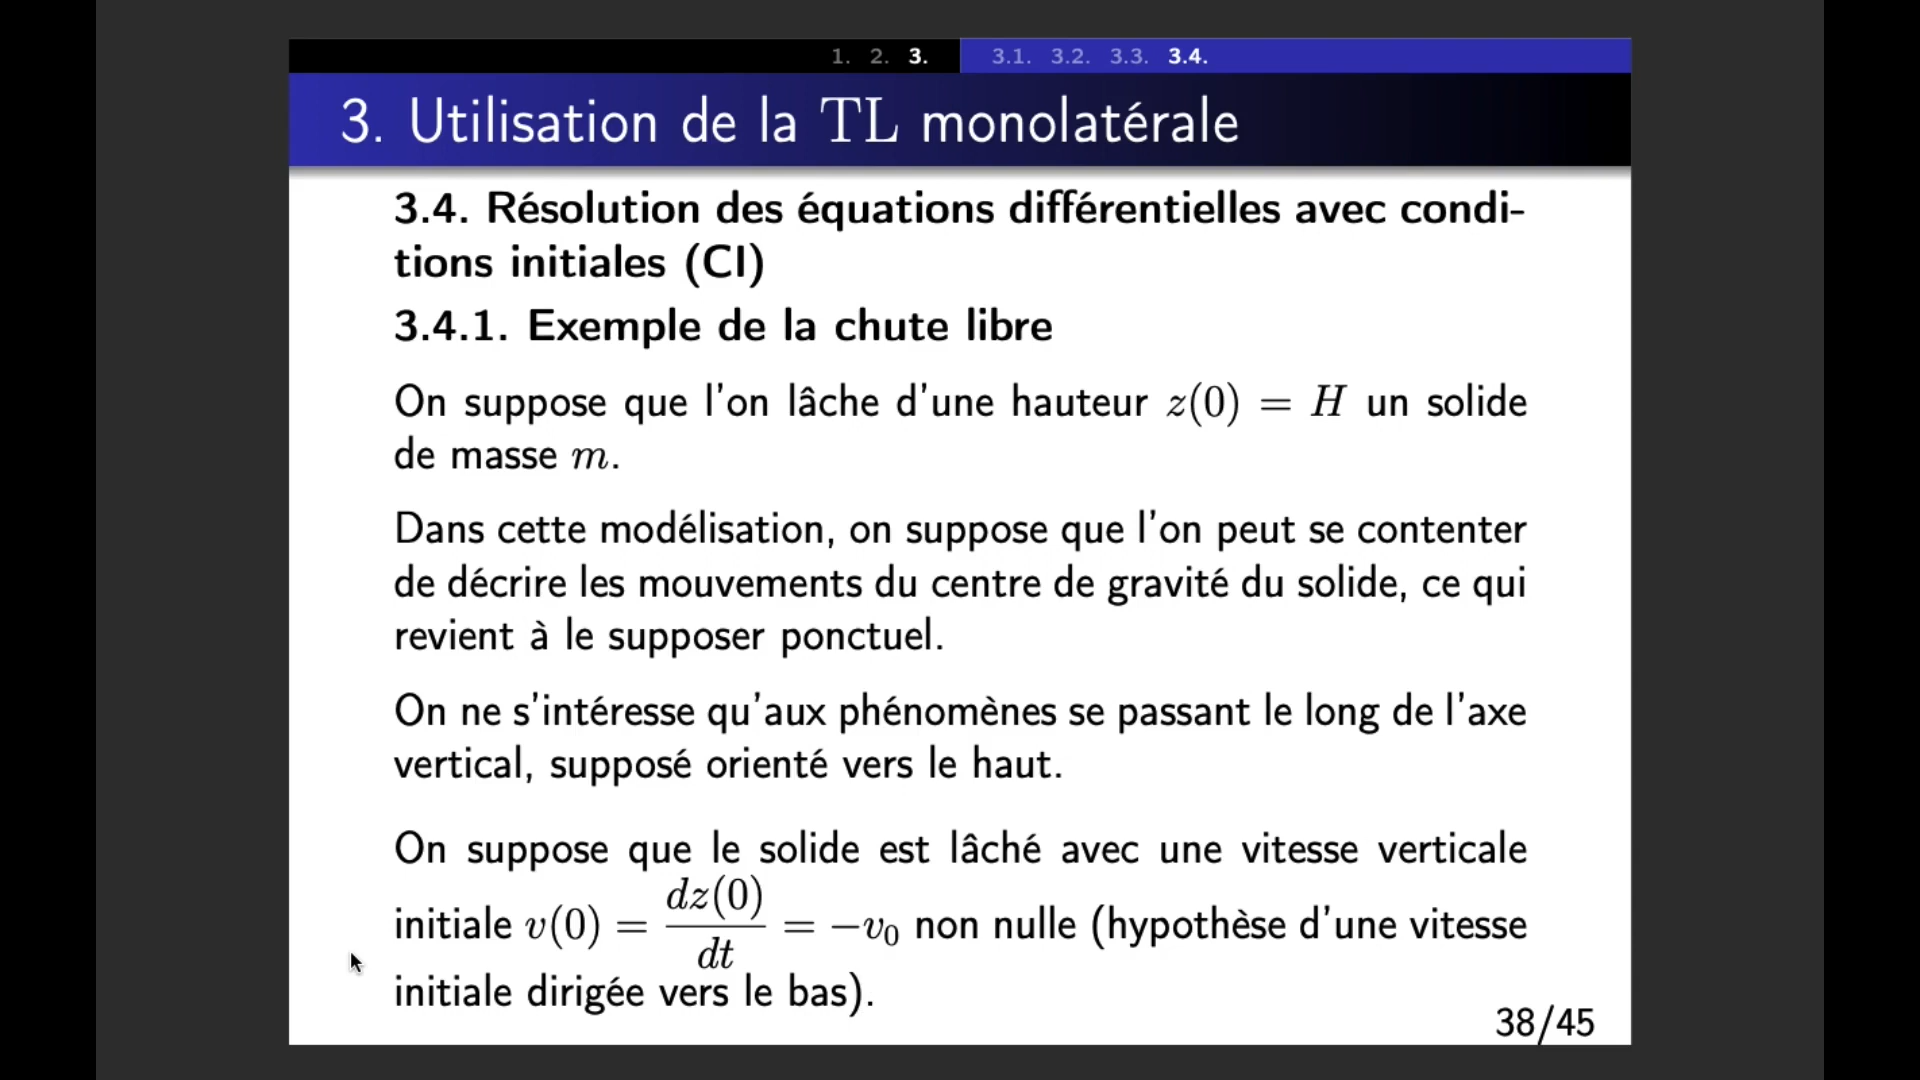 1. 2. 3. 3.1. 3.2. 3.3. 3.4.
3. Utilisation de la TL monolatérale
3.4. Résolution des équations différentielles avec condi-
tions initiales (CI)
3.4.1. Exemple de la chute libre
On suppose que l'on lâche d'une hauteur z(0) = H un solide
de masse m.
Dans cette modélisation, on suppose que l'on peut se contenter
de décrire les mouvements du centre de gravité du solide, ce qui
revient à le supposer ponctuel.
On ne s'intéresse qu'aux phénomènes se passant le long de l'axe
vertical, supposé orienté vers le haut.
On suppose que le solide est lâché avec une vitesse verticale
initiale v(0) = dz(0)/dt = −v₀ non nulle (hypothèse d'une vitesse
initiale dirigée vers le bas).
38/45